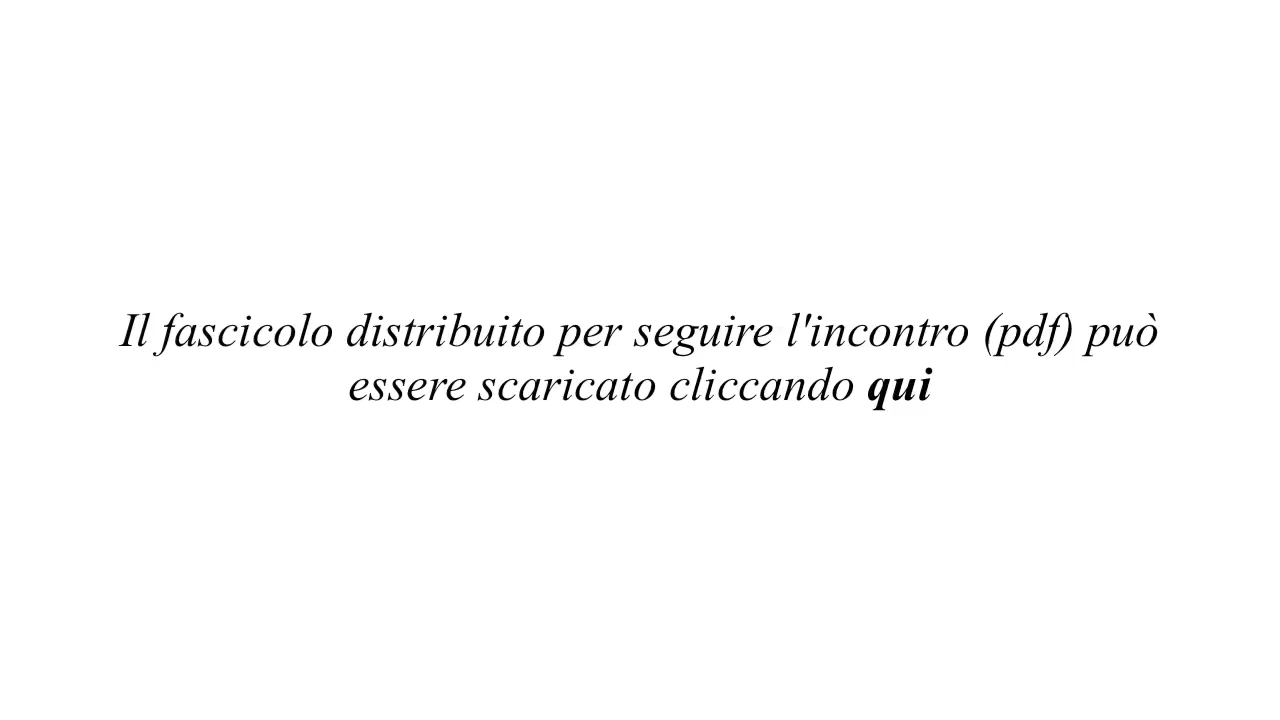 Il fascicolo distribuito per seguire l'incontro (pdf) può
essere scaricato cliccando qui